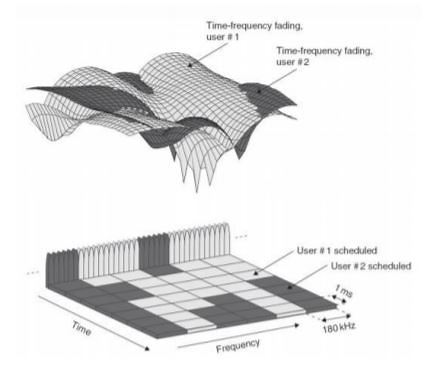 Time-frequency fading,
user #1
Time-frequency fading,
user #2
User #1 scheduled
User #2 scheduled
1 ms
180 kHz
Time
Frequency